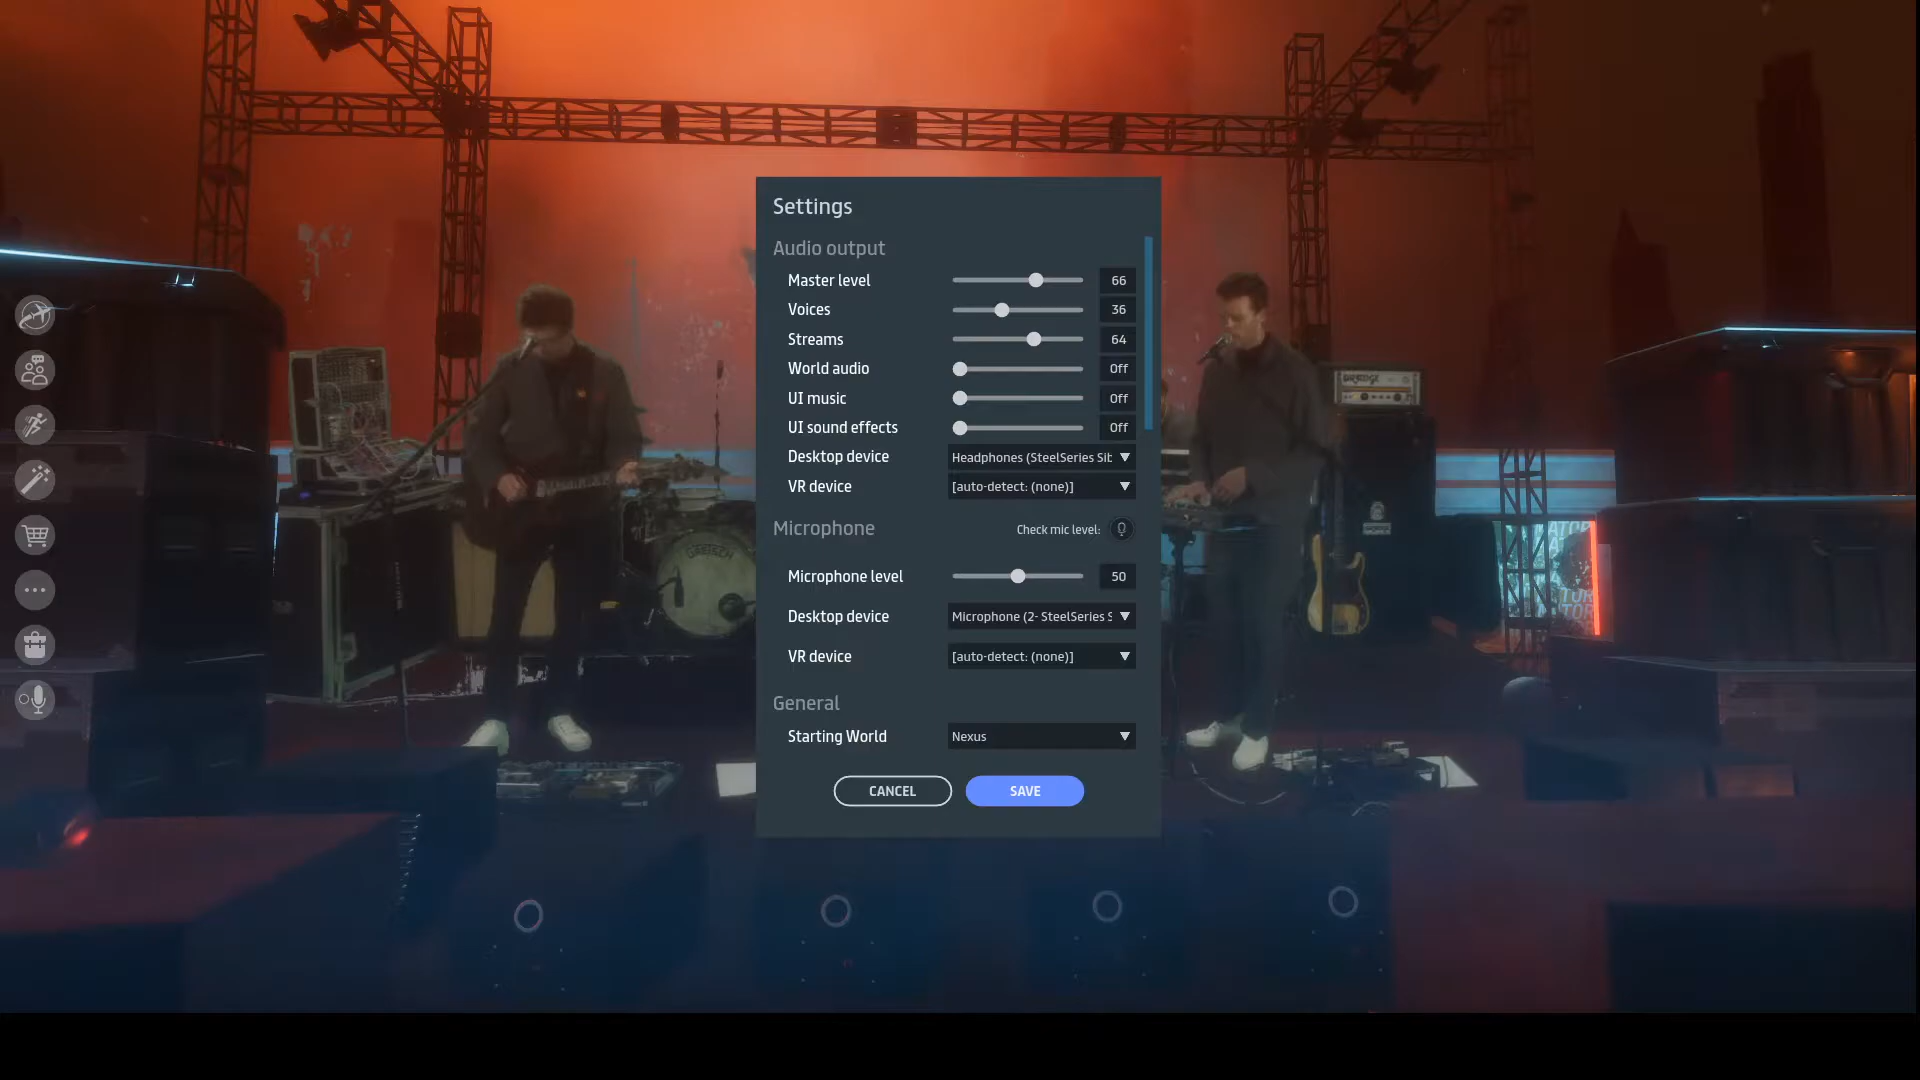 Settings
Audio output
Master level 66
Voices 36
Streams 64
World audio Off
UI music Off
UI sound effects Off
Desktop device Headphones (SteelSeries Sit
VR device [auto-detect: (none)]
Microphone Check mic level:
Microphone level 50
Desktop device Microphone (2- SteelSeries S
VR device [auto-detect: (none)]
General
Starting World Nexus
CANCEL SAVE
ORANGE
GRETSCH